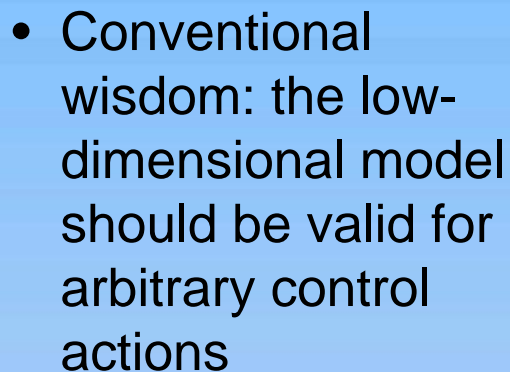 • Conventional
wisdom: the low-
dimensional model
should be valid for
arbitrary control
actions